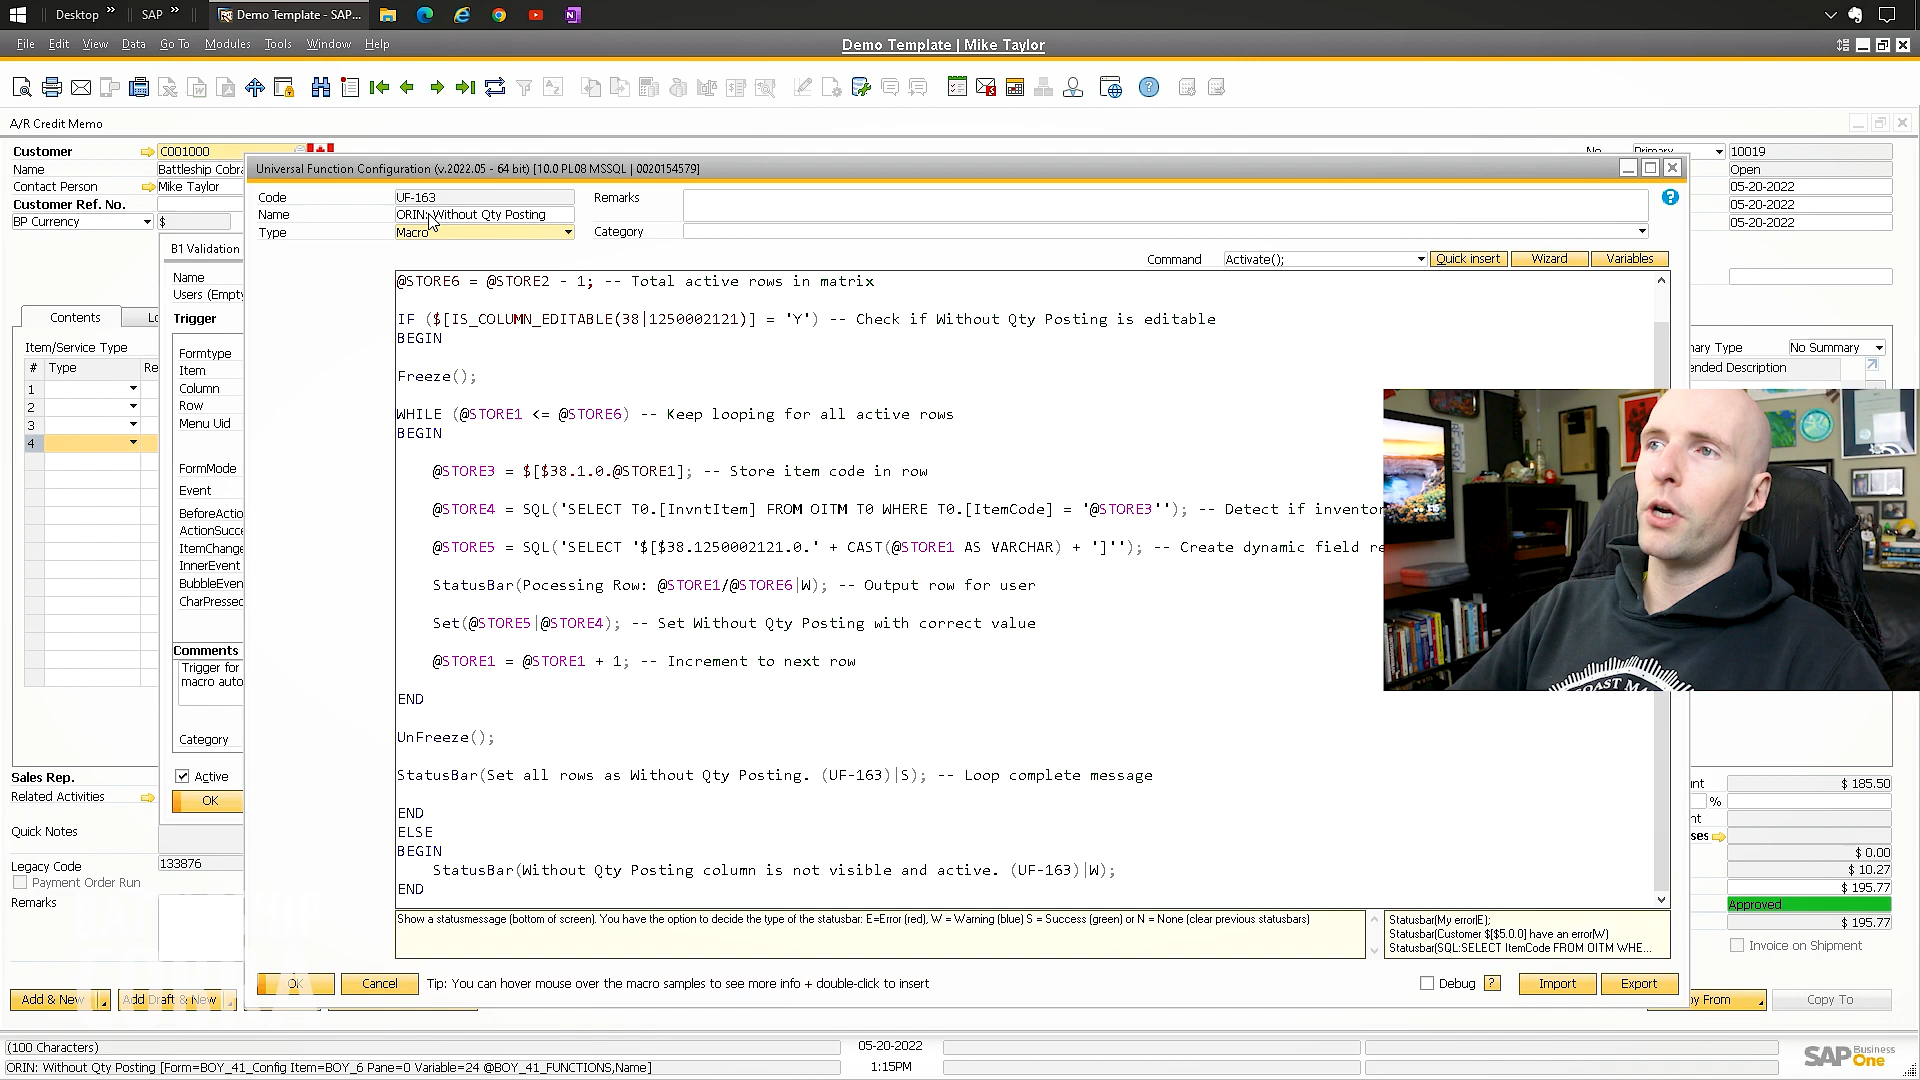 Desktop
SAP
Demo Template - SAP...
File Edit View Data Go To Modules Tools Window Help
Demo Template | Mike Taylor
A/R Credit Memo
Customer
C001000
Name
Battleship Cobra
Contact Person
Mike Taylor
Customer Ref. No.
BP Currency
$
No.
Primary
10019
Open
05-20-2022
05-20-2022
05-20-2022
B1 Validation
Name
Users (Empty
Trigger
Formtype
Item
Column
Row
Menu Uid
FormMode
Event
BeforeActio
ActionSucc
ItemChange
InnerEvent
BubbleEven
CharPressed
Comments
Trigger for
macro auto
Category
Active
OK
Contents
Lo
Item/Service Type
# Type Re
1
2
3
4
Universal Function Configuration (v.2022.05 - 64 bit) [10.0 PL08 MSSQL | 0020154579]
Code
UF-163
Name
ORIN: Without Qty Posting
Type
Macro
Remarks
Category
Command
Activate();
Quick insert
Wizard
Variables
@STORE6 = @STORE2 - 1; -- Total active rows in matrix
IF ($[IS_COLUMN_EDITABLE(38|1250002121)] = 'Y') -- Check if Without Qty Posting is editable
BEGIN
Freeze();
WHILE (@STORE1 <= @STORE6) -- Keep looping for all active rows
BEGIN
@STORE3 = $[$38.1.0.@STORE1]; -- Store item code in row
@STORE4 = SQL('SELECT T0.[InvntItem] FROM OITM T0 WHERE T0.[ItemCode] = '@STORE3''); -- Detect if inventor
@STORE5 = SQL('SELECT '$[$38.1250002121.0.' + CAST(@STORE1 AS VARCHAR) + ']''); -- Create dynamic field re
StatusBar(Pocessing Row: @STORE1/@STORE6|W); -- Output row for user
Set(@STORE5|@STORE4); -- Set Without Qty Posting with correct value
@STORE1 = @STORE1 + 1; -- Increment to next row
END
UnFreeze();
StatusBar(Set all rows as Without Qty Posting. (UF-163)|S); -- Loop complete message
END
ELSE
BEGIN
StatusBar(Without Qty Posting column is not visible and active. (UF-163)|W);
END
Show a statusmessage (bottom of screen). You have the option to decide the type of the statusbar: E=Error (red), W = Warning (blue) S = Success (green) or N = None (clear previous statusbars)
Statusbar(My error|E);
Statusbar(Customer $[$5.0.0] have an error|W)
Statusbar(SQL:SELECT ItemCode FROM OITM WHE...
OK
Cancel
Tip: You can hover mouse over the macro samples to see more info + double-click to insert
Debug
?
Import
Export
ary Type
No Summary
ended Description
Sales Rep.
Related Activities
Quick Notes
Legacy Code
133876
Payment Order Run
Remarks
nt
$ 185.50
%
nt
ses
$ 0.00
$ 10.27
$ 195.77
Approved
$ 195.77
Invoice on Shipment
Add & New
Add Draft & New
y From
Copy To
(100 Characters)
05-20-2022
ORIN: Without Qty Posting [Form=BOY_41_Config Item=BOY_6 Pane=0 Variable=24 @BOY_41_FUNCTIONS,Name]
1:15PM
SAP Business One